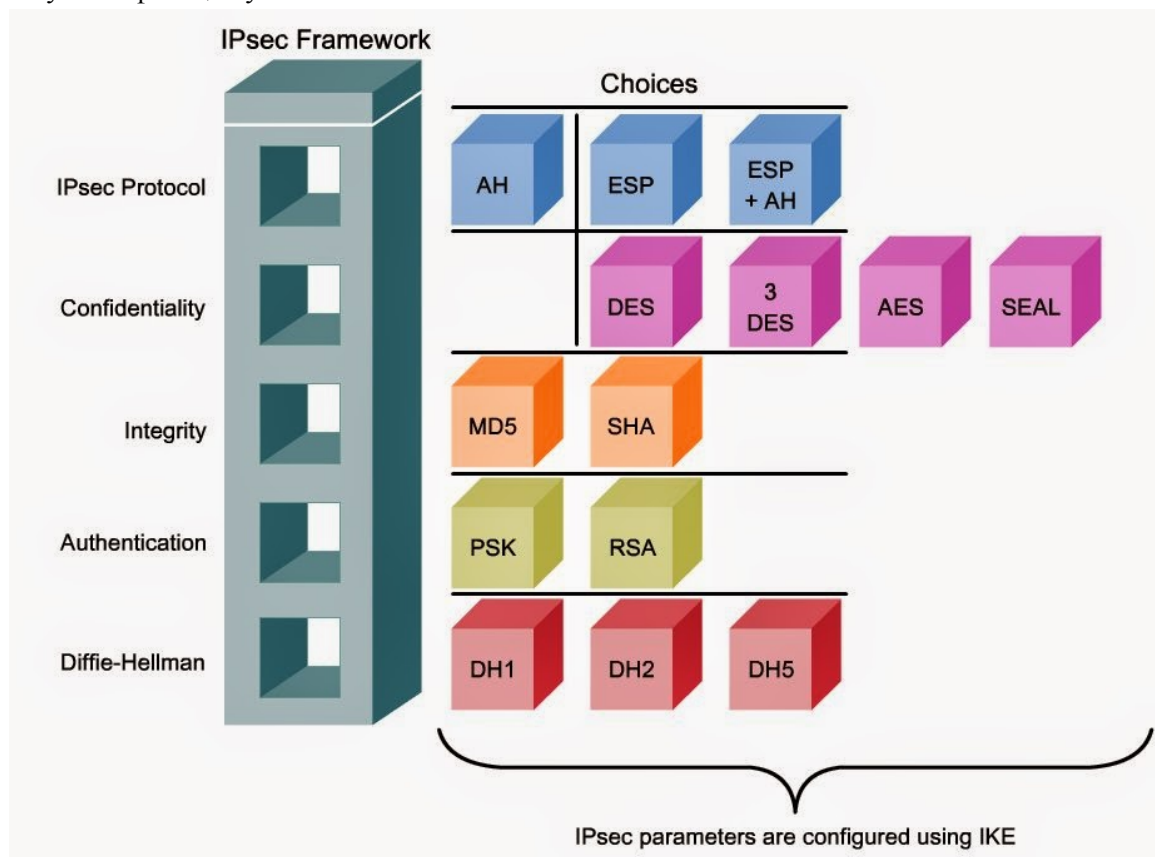 IPsec Framework
Choices
IPsec Protocol
AH
ESP
ESP
+ AH
Confidentiality
DES
3
DES
AES
SEAL
Integrity
MD5
SHA
Authentication
PSK
RSA
Diffie-Hellman
DH1
DH2
DH5
IPsec parameters are configured using IKE